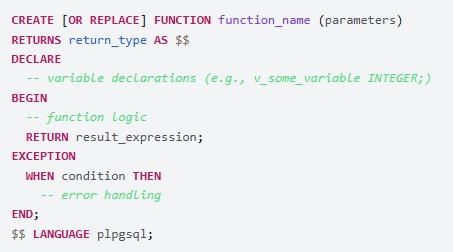 CREATE [OR REPLACE] FUNCTION function_name (parameters)
RETURNS return_type AS $$
DECLARE
  -- variable declarations (e.g., v_some_variable INTEGER;)
BEGIN
  -- function logic
  RETURN result_expression;
EXCEPTION
  WHEN condition THEN
    -- error handling
END;
$$ LANGUAGE plpgsql;